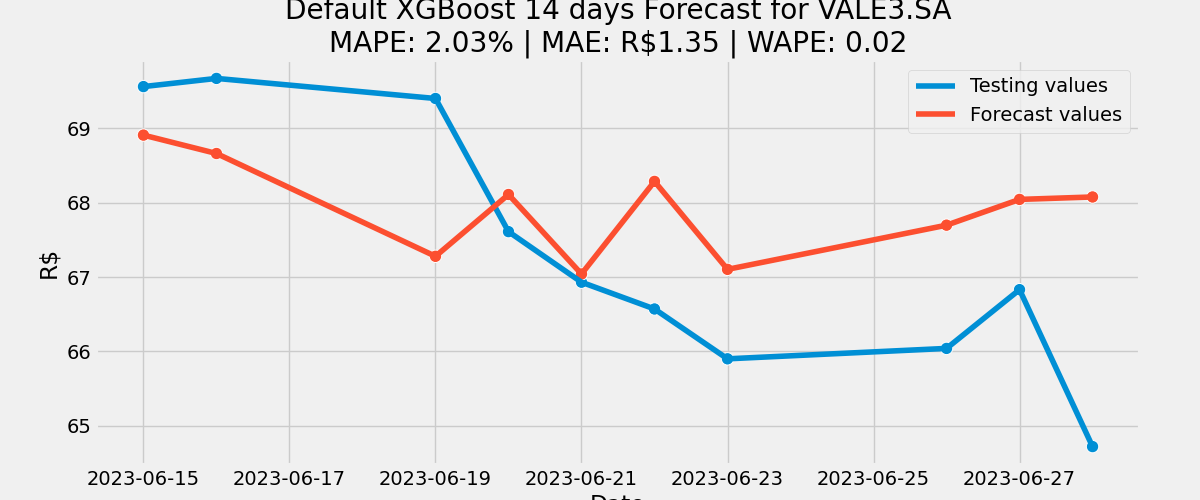 Default XGBoost 14 days Forecast for VALE3.SA
MAPE: 2.03% | MAE: R$1.35 | WAPE: 0.02
Testing values
Forecast values
R$
69
68
67
66
65
2023-06-15
2023-06-17
2023-06-19
2023-06-21
2023-06-23
2023-06-25
2023-06-27
Date